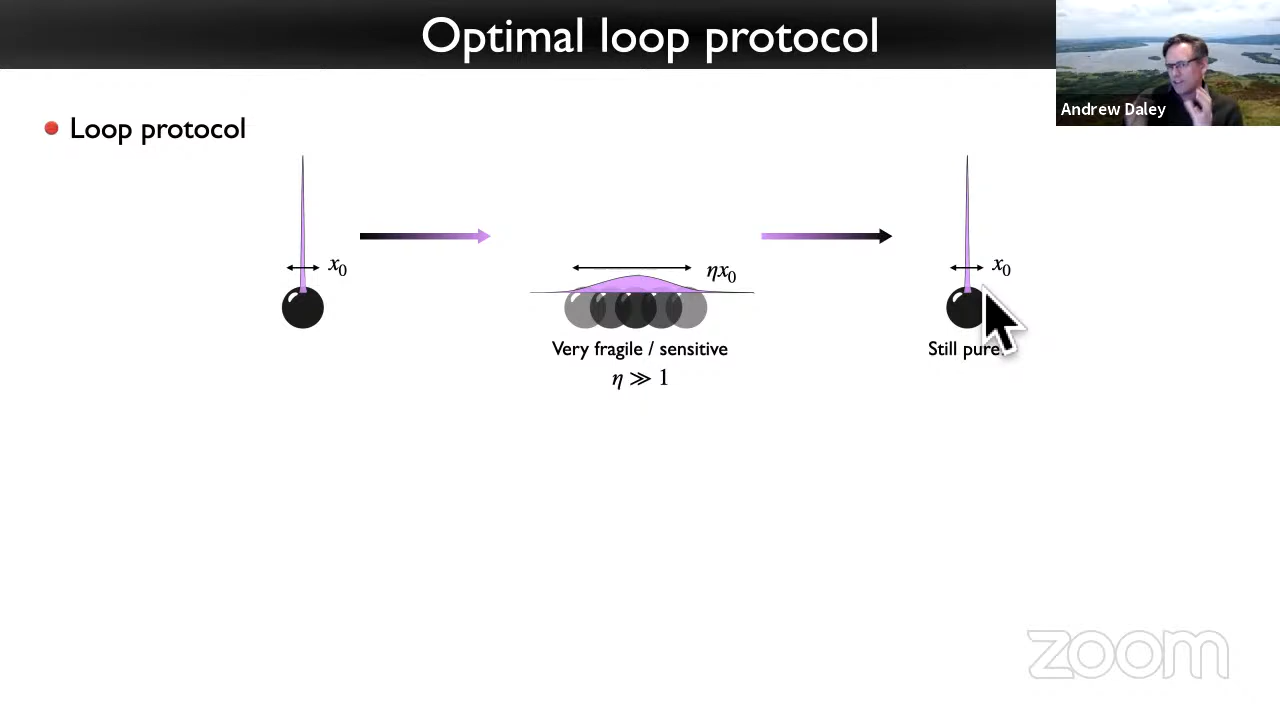 Optimal loop protocol
Andrew Daley
Loop protocol
x₀
ηx₀
x₀
Very fragile / sensitive
Still pure
η ≫ 1
zoom